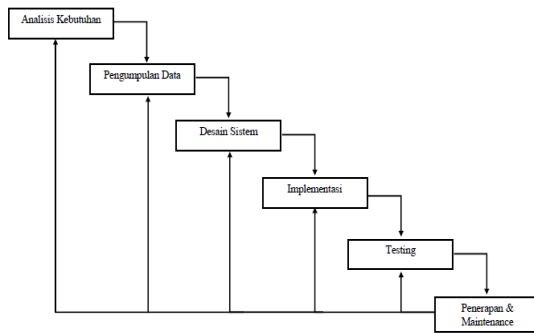 Analisis Kebutuhan
Pengumpulan Data
Desain Sistem
Implementasi
Testing
Penerapan &
Maintenance